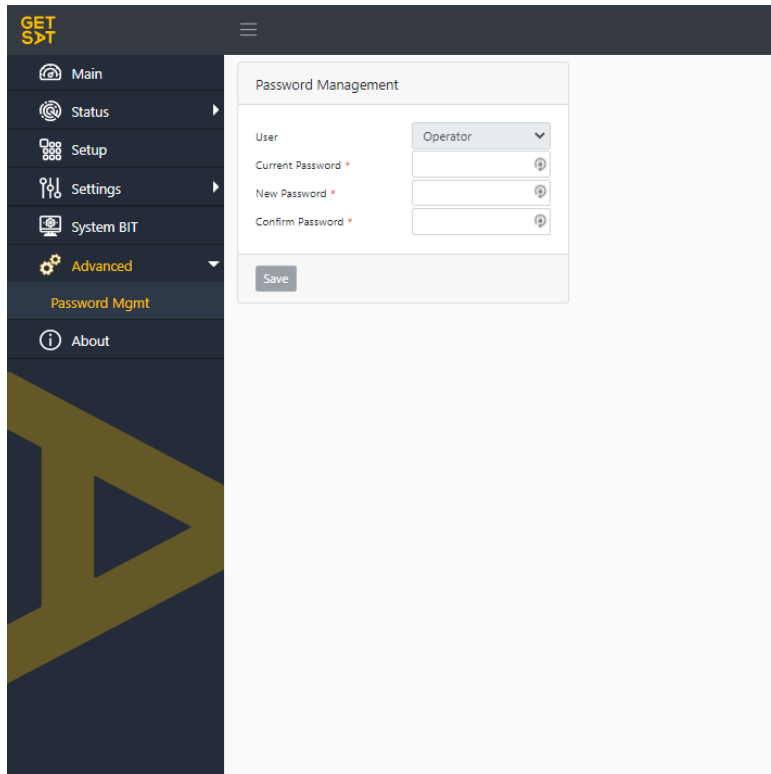 GET
SAT
Main
Status
Setup
Settings
System BIT
Advanced
Password Mgmt
About
Password Management
User Operator
Current Password *
New Password *
Confirm Password *
Save